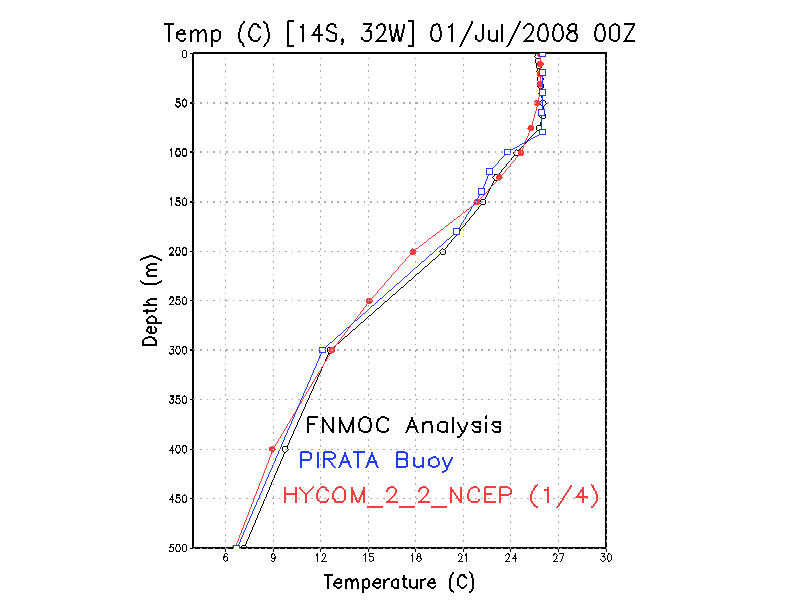 Temp (C) [14S, 32W] 01/Jul/2008 00Z
0
50
100
150
200
250
300
350
400
450
500
Depth (m)
FNMOC Analysis
PIRATA Buoy
HYCOM_2_2_NCEP (1/4)
6 9 12 15 18 21 24 27 30
Temperature (C)